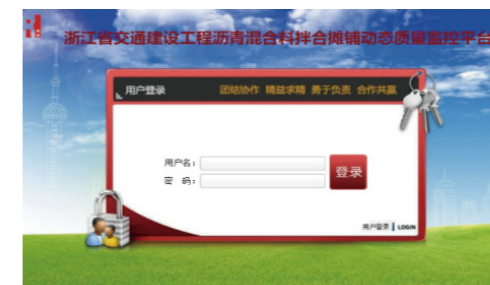 浙江省交通建设工程沥青混合料拌合摊铺动态质量监控平台
用户登录 团结协作 精益求精 勇于负责 合作共赢
用户名:
密 码:
登录
用户登录 LOGIN